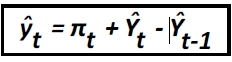 ŷt = πt + Ŷt - Ŷt-1